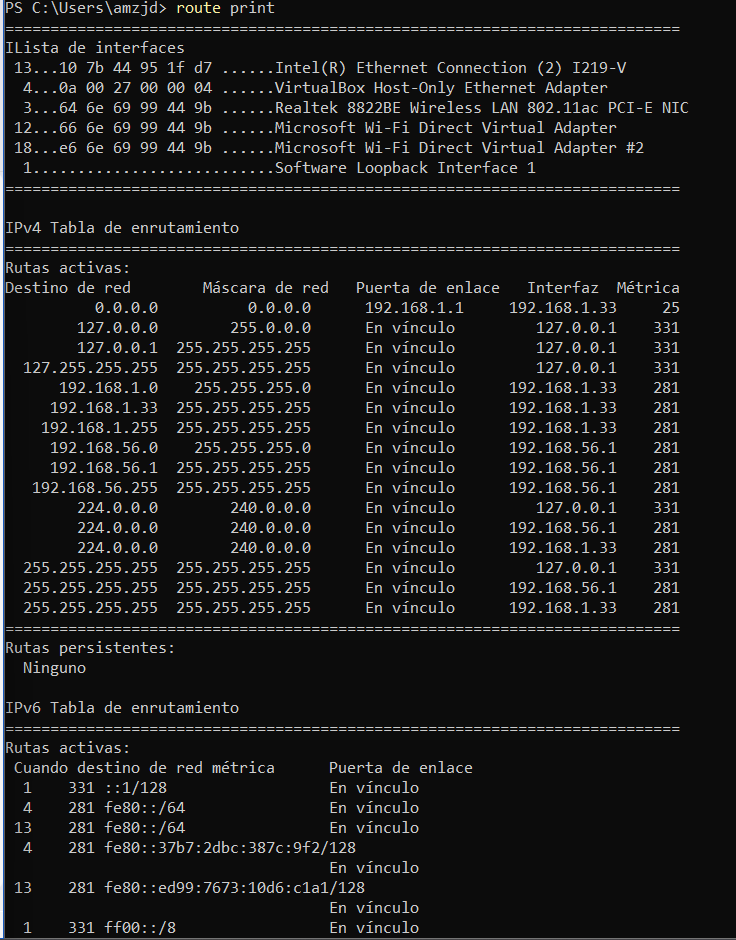 PS C:\Users\amzjd> route print
===========================================================================
ILista de interfaces
 13...10 7b 44 95 1f d7 ......Intel(R) Ethernet Connection (2) I219-V
  4...0a 00 27 00 00 04 ......VirtualBox Host-Only Ethernet Adapter
  3...64 6e 69 99 44 9b ......Realtek 8822BE Wireless LAN 802.11ac PCI-E NIC
 12...66 6e 69 99 44 9b ......Microsoft Wi-Fi Direct Virtual Adapter
 18...e6 6e 69 99 44 9b ......Microsoft Wi-Fi Direct Virtual Adapter #2
  1...........................Software Loopback Interface 1
===========================================================================

IPv4 Tabla de enrutamiento
===========================================================================
Rutas activas:
Destino de red        Máscara de red   Puerta de enlace   Interfaz  Métrica
          0.0.0.0          0.0.0.0      192.168.1.1     192.168.1.33     25
        127.0.0.0        255.0.0.0      En vínculo         127.0.0.1    331
        127.0.0.1  255.255.255.255      En vínculo         127.0.0.1    331
  127.255.255.255  255.255.255.255      En vínculo         127.0.0.1    331
      192.168.1.0    255.255.255.0      En vínculo      192.168.1.33    281
     192.168.1.33  255.255.255.255      En vínculo      192.168.1.33    281
    192.168.1.255  255.255.255.255      En vínculo      192.168.1.33    281
     192.168.56.0    255.255.255.0      En vínculo      192.168.56.1    281
     192.168.56.1  255.255.255.255      En vínculo      192.168.56.1    281
   192.168.56.255  255.255.255.255      En vínculo      192.168.56.1    281
        224.0.0.0        240.0.0.0      En vínculo         127.0.0.1    331
        224.0.0.0        240.0.0.0      En vínculo      192.168.56.1    281
        224.0.0.0        240.0.0.0      En vínculo      192.168.1.33    281
  255.255.255.255  255.255.255.255      En vínculo         127.0.0.1    331
  255.255.255.255  255.255.255.255      En vínculo      192.168.56.1    281
  255.255.255.255  255.255.255.255      En vínculo      192.168.1.33    281
===========================================================================
Rutas persistentes:
  Ninguno

IPv6 Tabla de enrutamiento
===========================================================================
Rutas activas:
 Cuando destino de red métrica      Puerta de enlace
  1    331 ::1/128                  En vínculo
  4    281 fe80::/64                En vínculo
 13    281 fe80::/64                En vínculo
  4    281 fe80::37b7:2dbc:387c:9f2/128
                                    En vínculo
 13    281 fe80::ed99:7673:10d6:c1a1/128
                                    En vínculo
  1    331 ff00::/8                 En vínculo